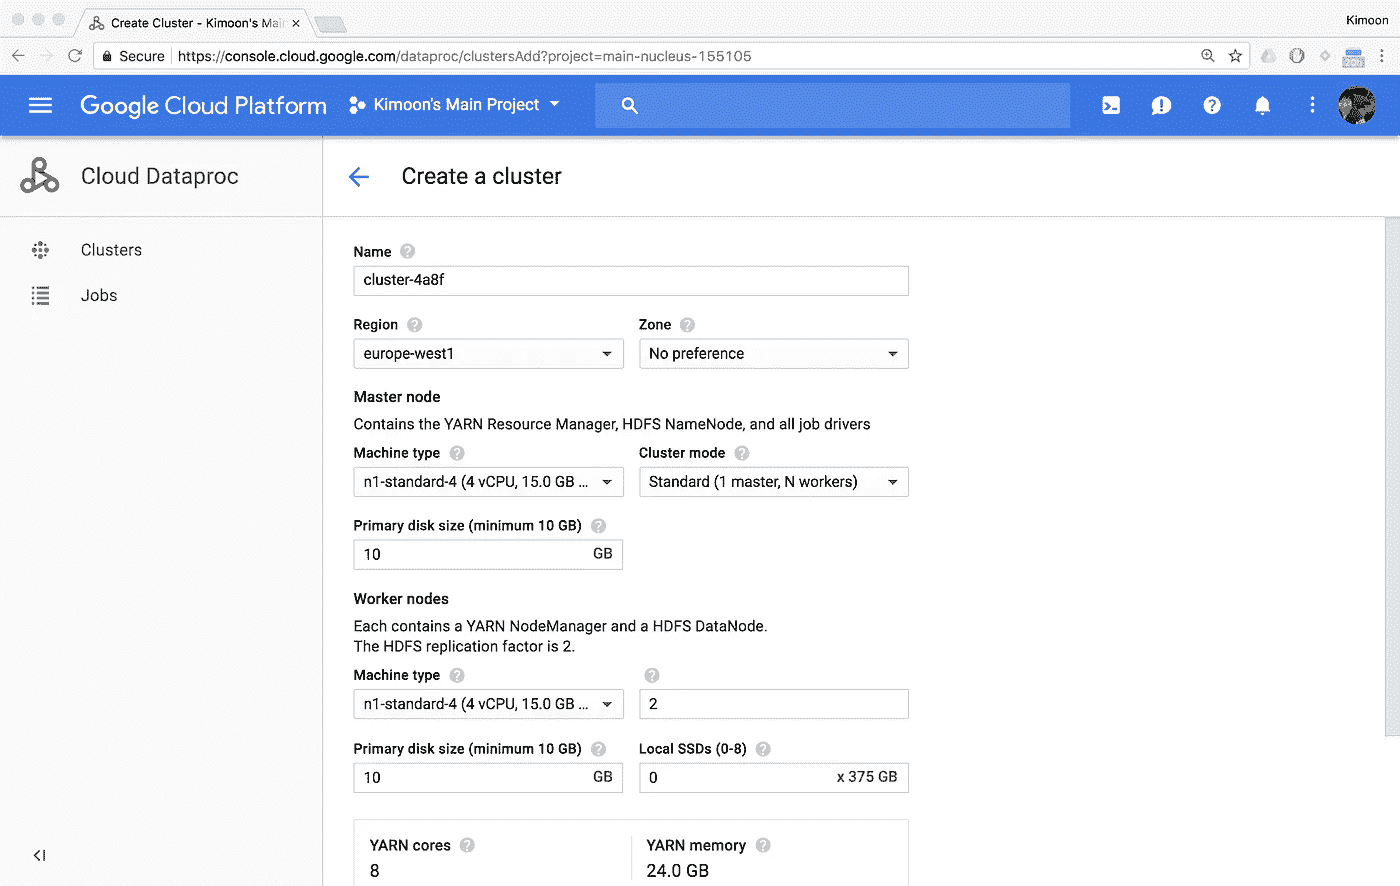 Create Cluster - Kimoon's Main
Kimoon
Secure https://console.cloud.google.com/dataproc/clustersAdd?project=main-nucleus-155105
Google Cloud Platform Kimoon's Main Project
Cloud Dataproc
Create a cluster
Clusters
Jobs
Name
cluster-4a8f
Region Zone
europe-west1 No preference
Master node
Contains the YARN Resource Manager, HDFS NameNode, and all job drivers
Machine type Cluster mode
n1-standard-4 (4 vCPU, 15.0 GB ... Standard (1 master, N workers)
Primary disk size (minimum 10 GB)
10 GB
Worker nodes
Each contains a YARN NodeManager and a HDFS DataNode.
The HDFS replication factor is 2.
Machine type
n1-standard-4 (4 vCPU, 15.0 GB ... 2
Primary disk size (minimum 10 GB) Local SSDs (0-8)
10 GB 0 x 375 GB
YARN cores YARN memory
8 24.0 GB